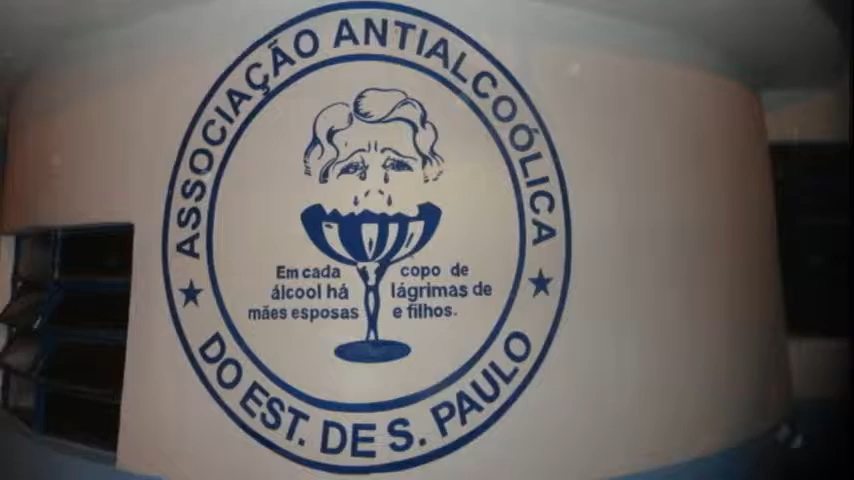 ASSOCIAÇÃO ANTIALCOÓLICA
Em cada copo de
álcool há lágrimas de
mães esposas e filhos.
DO EST. DE S. PAULO